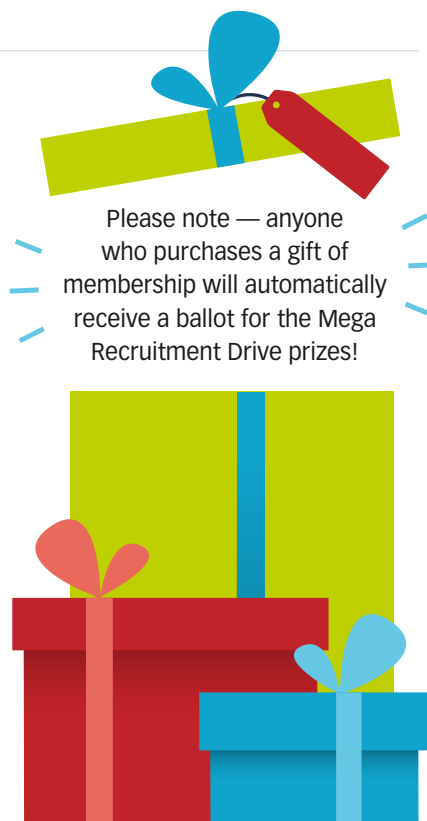 Please note — anyone
who purchases a gift of
membership will automatically
receive a ballot for the Mega
Recruitment Drive prizes!